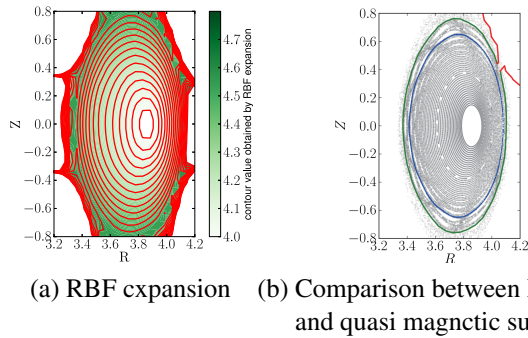 0.8
0.6
0.4
0.2
0.0
−0.2
−0.4
−0.6
−0.8
Z
3.2 3.4 3.6 3.8 4.0 4.2
R
4.7
4.6
4.5
4.4
4.3
4.2
4.1
4.0
contour value obtained by RBF expansion
0.8
0.6
0.4
0.2
0.0
−0.2
−0.4
−0.6
−0.8
Z
3.2 3.4 3.6 3.8 4.0 4.2
R
(a) RBF cxpansion
(b) Comparison between
and quasi magnctic su